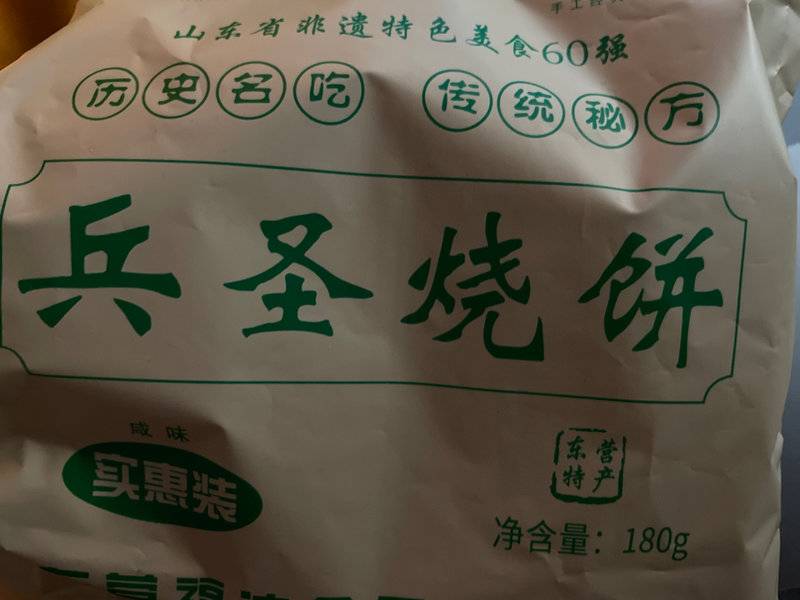 山东省非遗特色美食60强
历史名吃 传统秘方
兵圣烧饼
咸味
实惠装
东营
特产
净含量：180g